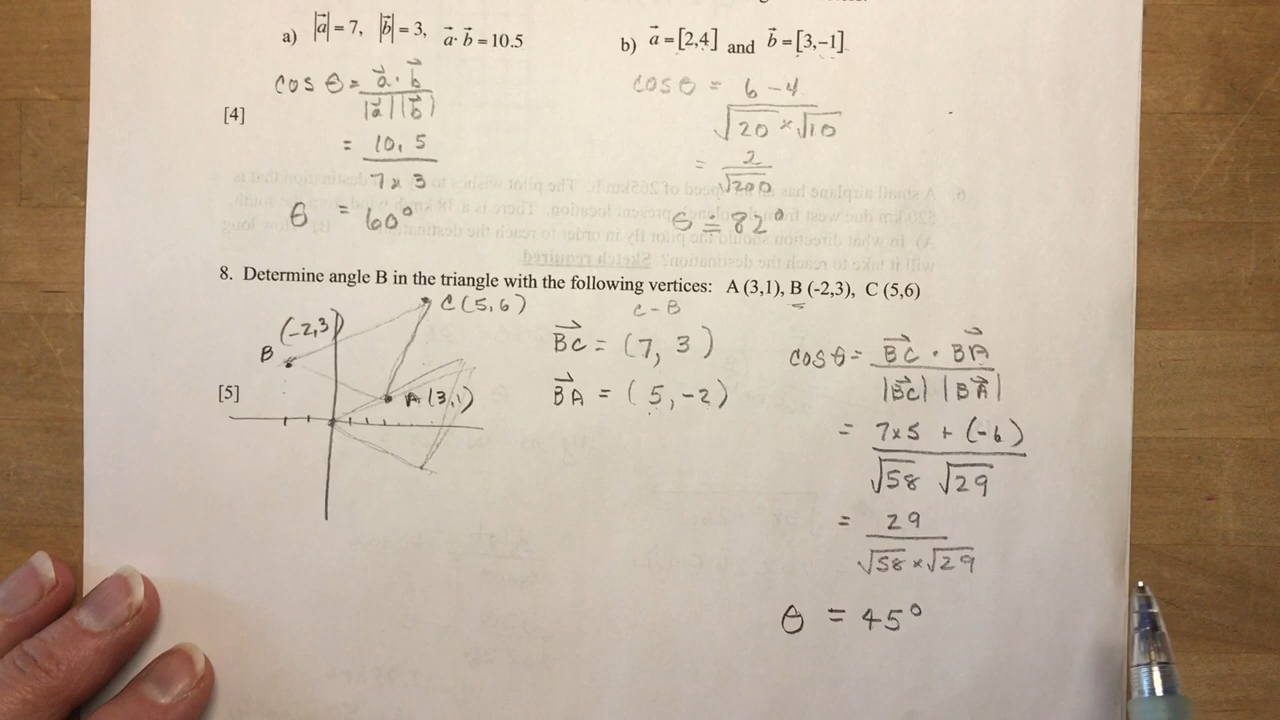 a) |a⃗| = 7, |b⃗| = 3, a⃗ · b⃗ = 10.5
cos θ = a⃗ · b⃗
|a⃗| |b⃗|
[4]
= 10.5
7 x 3
θ = 60°
b) a⃗ = [2,4] and b⃗ = [3,−1]
cos θ = 6 − 4
√20 × √10
= 2
√200
θ ≐ 82°
8. Determine angle B in the triangle with the following vertices: A (3,1), B (-2,3), C (5,6)
C (5,6)
(-2,3)
B
[5]
A (3,1)
C - B
BC⃗ = (7, 3)
BA⃗ = (5, -2)
cos θ = BC⃗ · BA⃗
|BC⃗| |BA⃗|
= 7x5 + (-6)
√58 √29
= 29
√58 × √29
θ = 45°